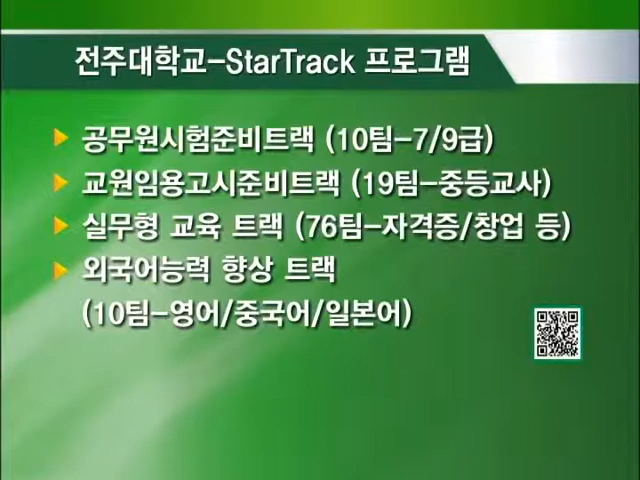 전주대학교-StarTrack 프로그램
공무원시험준비트랙 (10팀-7/9급)
교원임용고시준비트랙 (19팀-중등교사)
실무형 교육 트랙 (76팀-자격증/창업 등)
외국어능력 향상 트랙
(10팀-영어/중국어/일본어)